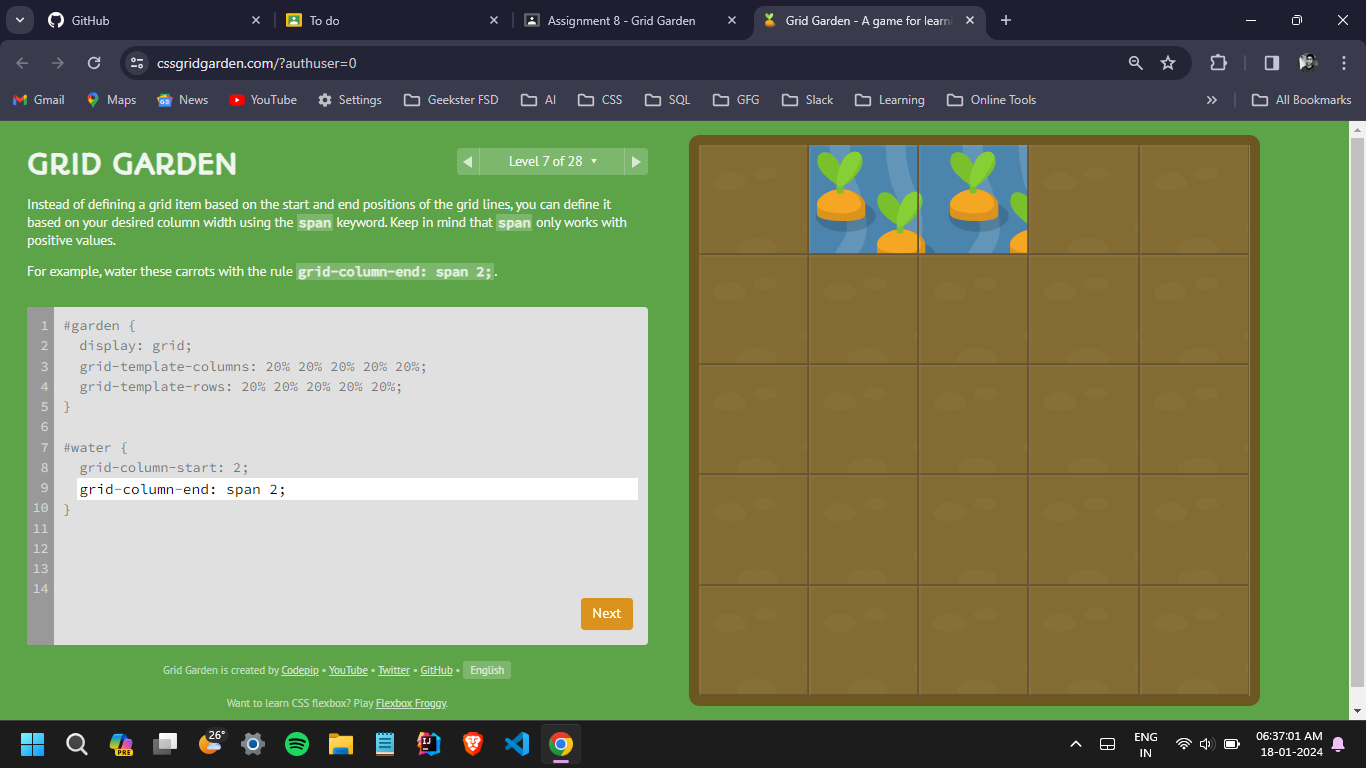 GitHub
To do
Assignment 8 - Grid Garden
Grid Garden - A game for learni
cssgridgarden.com/?authuser=0
Gmail
Maps
News
YouTube
Settings
Geekster FSD
AI
CSS
SQL
GFG
Slack
Learning
Online Tools
»
All Bookmarks
GRID GARDEN
Level 7 of 28
Instead of defining a grid item based on the start and end positions of the grid lines, you can define it
based on your desired column width using the span keyword. Keep in mind that span only works with
positive values.
For example, water these carrots with the rule grid-column-end: span 2;.
1 #garden {
2 display: grid;
3 grid-template-columns: 20% 20% 20% 20% 20%;
4 grid-template-rows: 20% 20% 20% 20% 20%;
5 }
6
7 #water {
8 grid-column-start: 2;
9 grid-column-end: span 2;
10 }
11
12
13
14
Next
Grid Garden is created by Codepip • YouTube • Twitter • GitHub • English
Want to learn CSS flexbox? Play Flexbox Froggy.
PRE
26°
ENG
IN
06:37:01 AM
18-01-2024